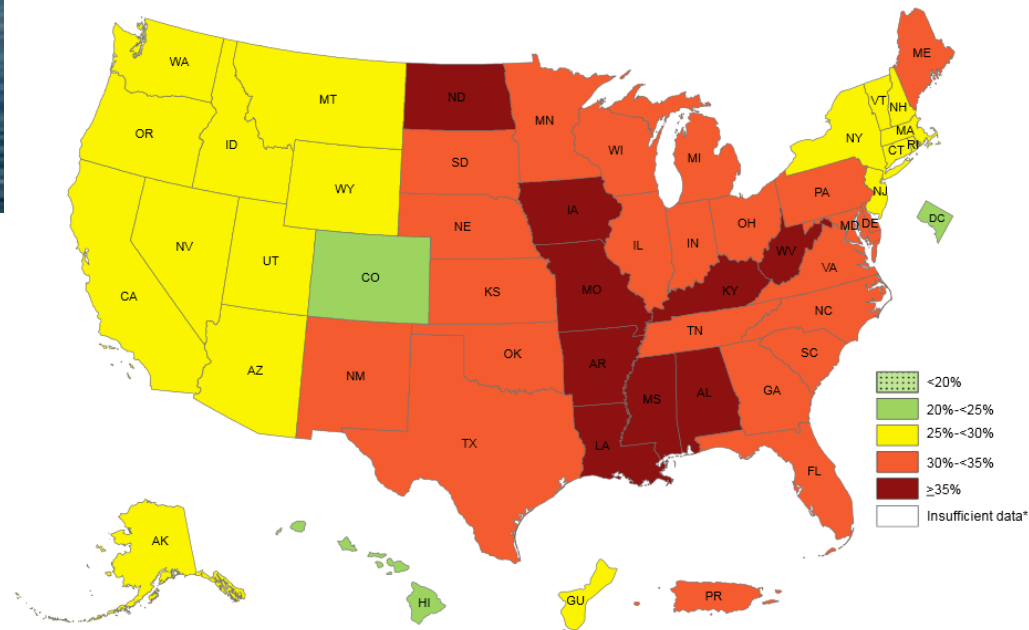 ME
WA
MT
ND
MN
VT
NH
OR
ID
SD
WI
MI
NY
MA
CT
RI
WY
IA
NE
PA
NJ
IL
IN
OH
MD
DE
DC
NV
UT
CO
KS
MO
WV
KY
VA
CA
AZ
NM
OK
AR
TN
NC
SC
TX
LA
MS
AL
GA
FL
<20%
20%-<25%
25%-<30%
30%-<35%
≥35%
Insufficient data*
AK
HI
GU
PR